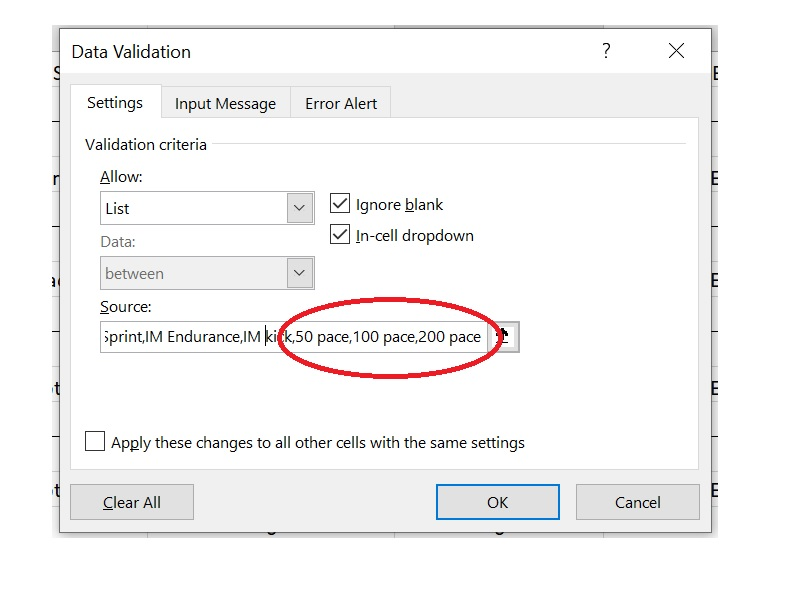 Data Validation ?
Settings Input Message Error Alert
Validation criteria
Allow:
List
Ignore blank
Data:
In-cell dropdown
between
Source:
Sprint,IM Endurance,IM kick,50 pace,100 pace,200 pace
Apply these changes to all other cells with the same settings
Clear All OK Cancel